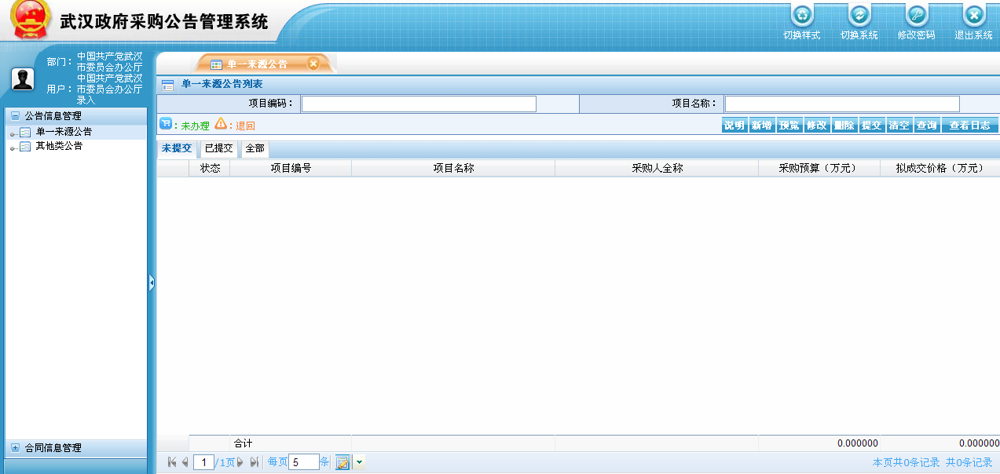 武汉政府采购公告管理系统
切换样式 切换系统 修改密码 退出系统
部门： 中国共产党武汉
市委员会办公厅
中国共产党武汉
用户： 市委员会办公厅
录入
公告信息管理
单一来源公告
其他类公告
合同信息管理
单一来源公告
单一来源公告列表
项目编码： 项目名称：
：未办理 ：退回
说明 新增 预览 修改 删除 提交 清空 查询 查看日志
未提交 已提交 全部
状态 项目编号 项目名称 采购人全称 采购预算（万元） 拟成交价格（万元）
合计 0.000000 0.000000
1 /1页 每页 5 条 本页共0条记录 共0条记录